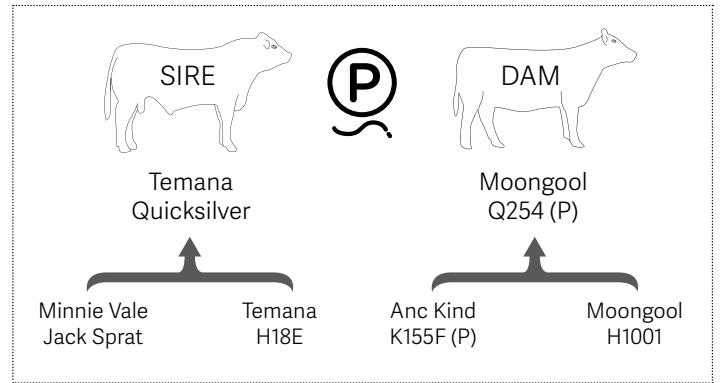 SIRE
P
DAM
Temana
Quicksilver
Moongool
Q254 (P)
Minnie Vale
Jack Sprat
Temana
H18E
Anc Kind
K155F (P)
Moongool
H1001